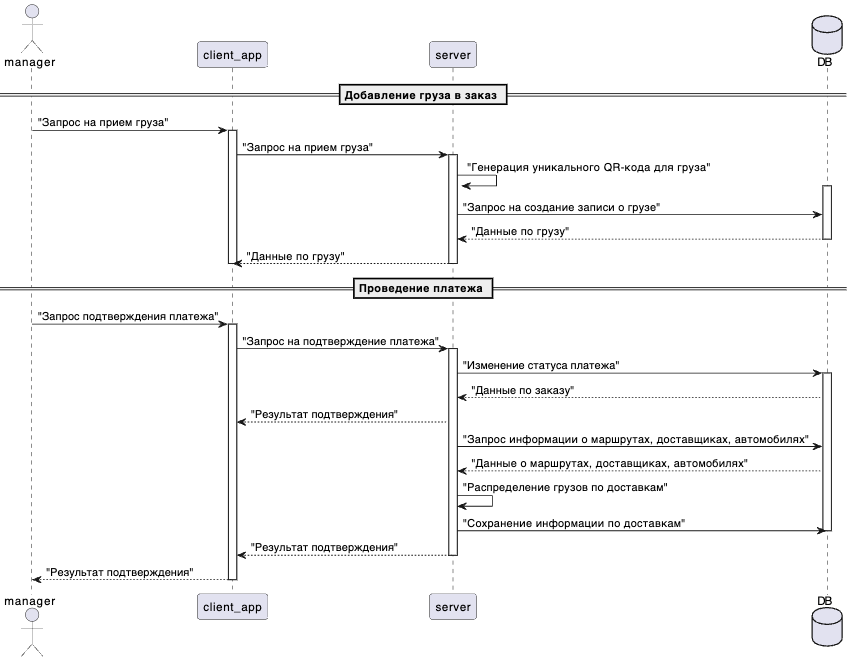 manager
client_app
server
DB
Добавление груза в заказ
"Запрос на прием груза"
"Запрос на прием груза"
"Генерация уникального QR-кода для груза"
"Запрос на создание записи о грузе"
"Данные по грузу"
"Данные по грузу"
Проведение платежа
"Запрос подтверждения платежа"
"Запрос на подтверждение платежа"
"Изменение статуса платежа"
"Данные по заказу"
"Результат подтверждения"
"Запрос информации о маршрутах, доставщиках, автомобилях"
"Данные о маршрутах, доставщиках, автомобилях"
"Распределение грузов по доставкам"
"Сохранение информации по доставкам"
"Результат подтверждения"
"Результат подтверждения"
manager
client_app
server
DB